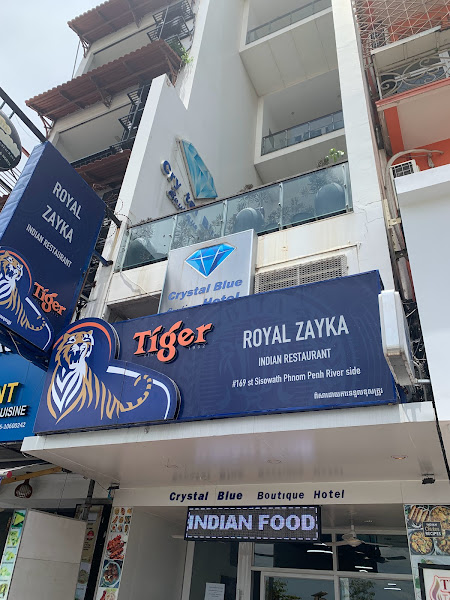 ROYAL
ZAYKA
INDIAN RESTAURANT
Tiger
Crystal Blue
Hotel
Tiger
ROYAL ZAYKA
INDIAN RESTAURANT
#169 st Sisowath Phnom Penh River side
CUISINE
Crystal Blue Boutique Hotel
INDIAN FOOD